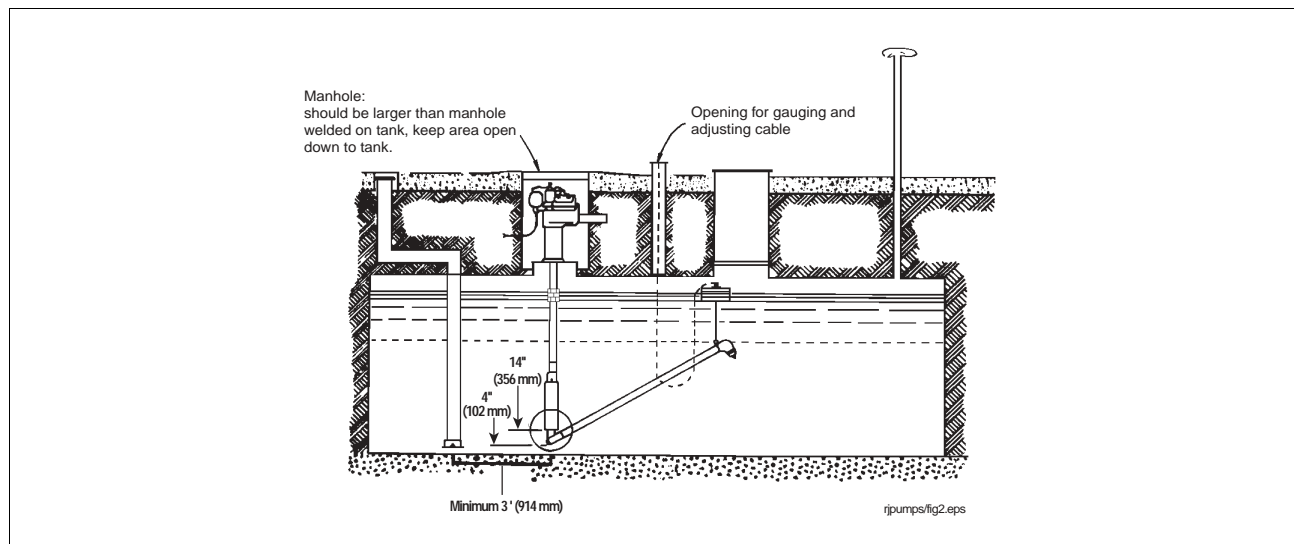 Manhole:
should be larger than manhole
welded on tank, keep area open
down to tank.
Opening for gauging and
adjusting cable
14"
(356 mm)
4"
(102 mm)
Minimum 3 ' (914 mm)
rjpumps/fig2.eps